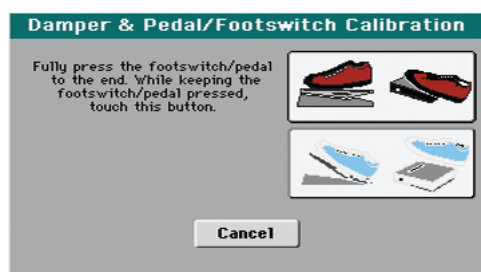 Damper & Pedal/Footswitch Calibration
Fully press the footswitch/pedal
to the end. While keeping the
footswitch/pedal pressed,
touch this button.
Cancel